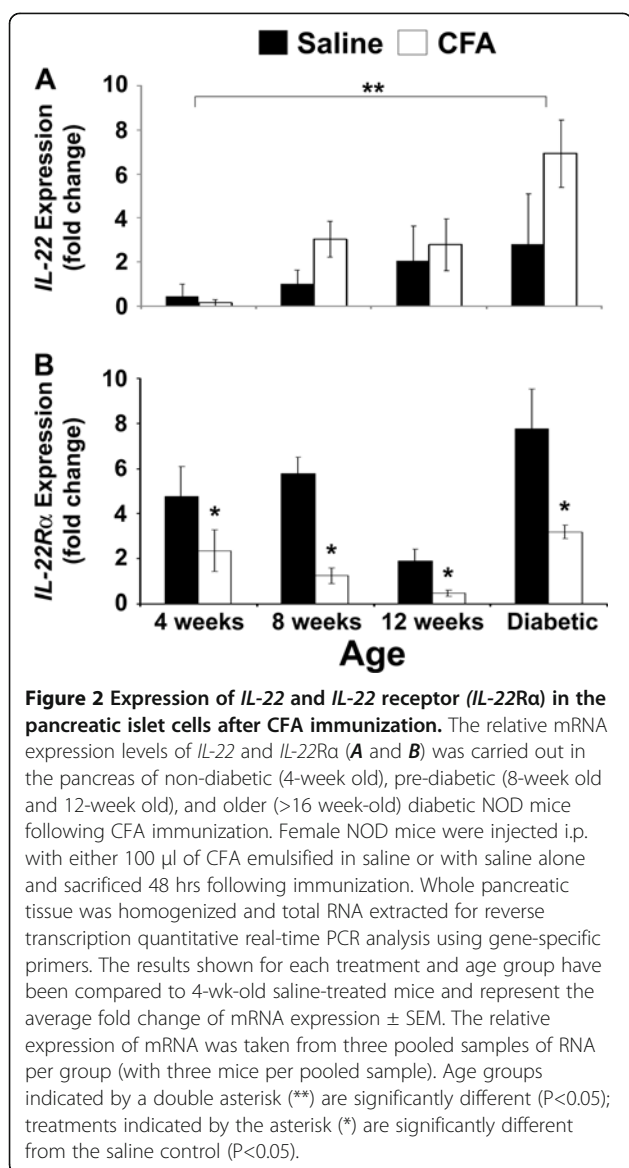 Saline CFA
A
**
10
8
6
4
2
0
IL-22 Expression
(fold change)
B
10
8
6
4
2
0
IL-22Rα Expression
(fold change)
* * * *
4 weeks 8 weeks 12 weeks Diabetic
Age
Figure 2 Expression of IL-22 and IL-22 receptor (IL-22Rα) in the
pancreatic islet cells after CFA immunization. The relative mRNA
expression levels of IL-22 and IL-22Rα (A and B) was carried out in
the pancreas of non-diabetic (4-week old), pre-diabetic (8-week old
and 12-week old), and older (>16 week-old) diabetic NOD mice
following CFA immunization. Female NOD mice were injected i.p.
with either 100 μl of CFA emulsified in saline or with saline alone
and sacrificed 48 hrs following immunization. Whole pancreatic
tissue was homogenized and total RNA extracted for reverse
transcription quantitative real-time PCR analysis using gene-specific
primers. The results shown for each treatment and age group have
been compared to 4-wk-old saline-treated mice and represent the
average fold change of mRNA expression ± SEM. The relative
expression of mRNA was taken from three pooled samples of RNA
per group (with three mice per pooled sample). Age groups
indicated by a double asterisk (**) are significantly different (P<0.05);
treatments indicated by the asterisk (*) are significantly different
from the saline control (P<0.05).